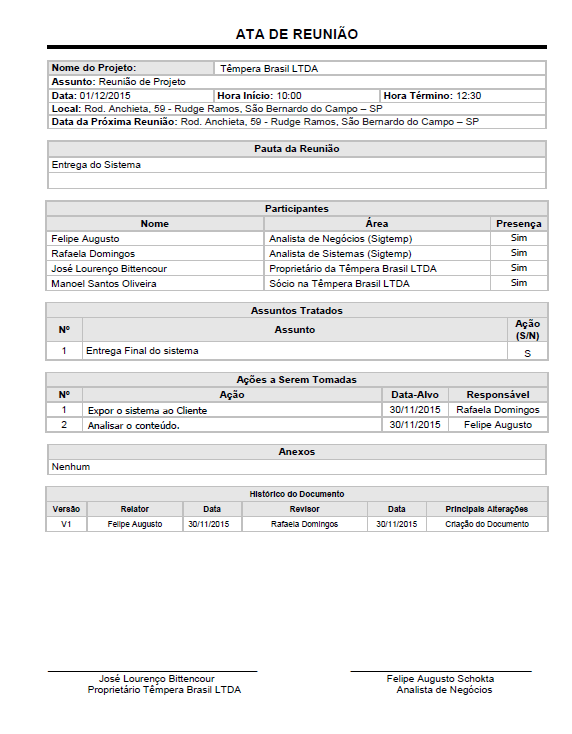 ATA DE REUNIÃO
Nome do Projeto: Têmpera Brasil LTDA
Assunto: Reunião de Projeto
Data: 01/12/2015 Hora Início: 10:00 Hora Término: 12:30
Local: Rod. Anchieta, 59 - Rudge Ramos, São Bernardo do Campo – SP
Data da Próxima Reunião: Rod. Anchieta, 59 - Rudge Ramos, São Bernardo do Campo – SP
Pauta da Reunião
Entrega do Sistema
Participantes
Nome Área Presença
Felipe Augusto Analista de Negócios (Sigtemp) Sim
Rafaela Domingos Analista de Sistemas (Sigtemp) Sim
José Lourenço Bittencour Proprietário da Têmpera Brasil LTDA Sim
Manoel Santos Oliveira Sócio na Têmpera Brasil LTDA Sim
Assuntos Tratados
Nº Assunto Ação (S/N)
1 Entrega Final do sistema S
Ações a Serem Tomadas
Nº Ação Data-Alvo Responsável
1 Expor o sistema ao Cliente 30/11/2015 Rafaela Domingos
2 Analisar o conteúdo. 30/11/2015 Felipe Augusto
Anexos
Nenhum
Histórico do Documento
Versão Relator Data Revisor Data Principais Alterações
V1 Felipe Augusto 30/11/2015 Rafaela Domingos 30/11/2015 Criação do Documento
José Lourenço Bittencour Felipe Augusto Schokta
Proprietário Têmpera Brasil LTDA Analista de Negócios